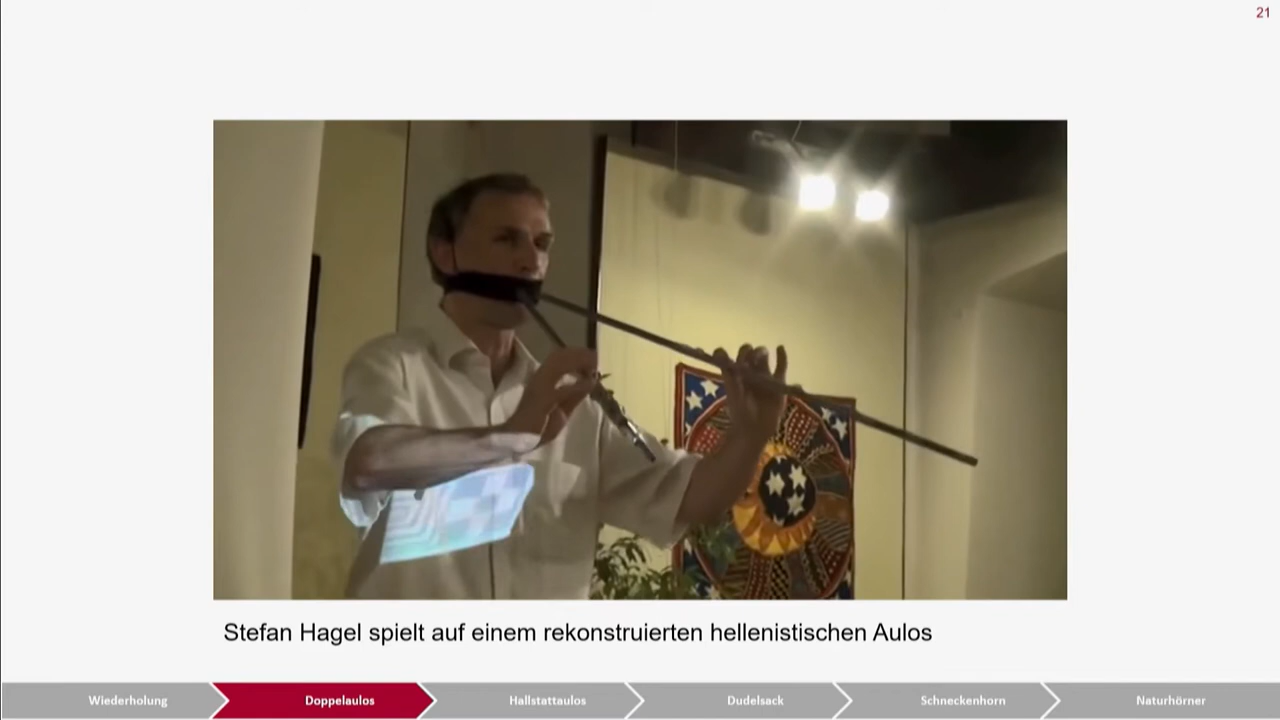 21
Stefan Hagel spielt auf einem rekonstruierten hellenistischen Aulos
Wiederholung
Doppelaulos
Hallstattaulos
Dudelsack
Schneckenhorn
Naturhörner